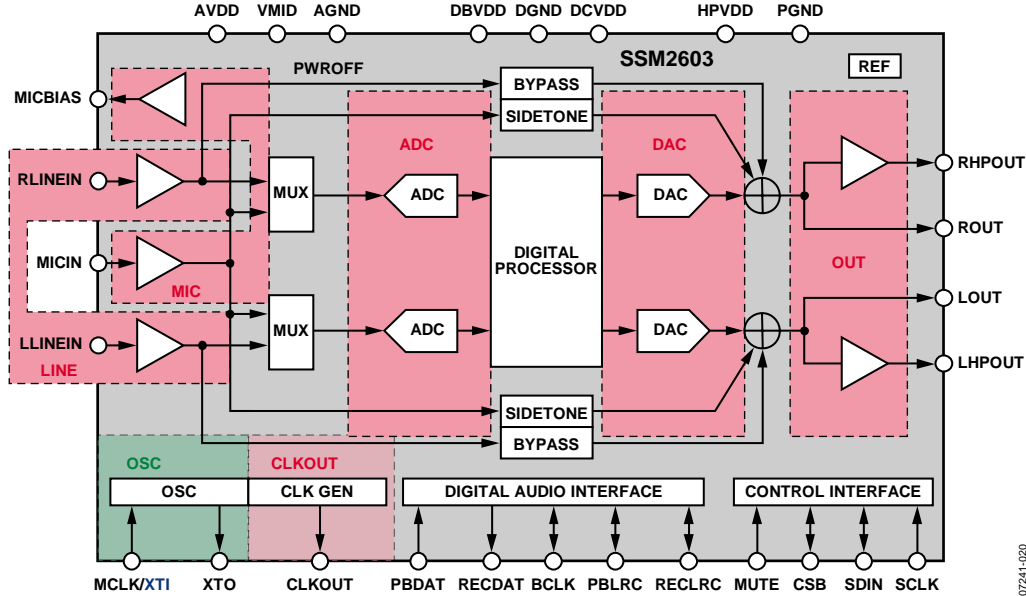 AVDD VMID AGND DBVDD DGND DCVDD HPVDD PGND
SSM2603
PWROFF
REF
MICBIAS
BYPASS
SIDETONE
ADC
DAC
RLINEIN
MUX
ADC
DAC
RHPOUT
ROUT
MICIN
MIC
DIGITAL
PROCESSOR
OUT
LOUT
LLINEIN
LINE
MUX
ADC
DAC
LHPOUT
SIDETONE
BYPASS
OSC
CLKOUT
OSC
CLK GEN
DIGITAL AUDIO INTERFACE
CONTROL INTERFACE
MCLK/XTI XTO CLKOUT PBDAT RECDAT BCLK PBLRC RECLRC MUTE CSB SDIN SCLK
07241-020